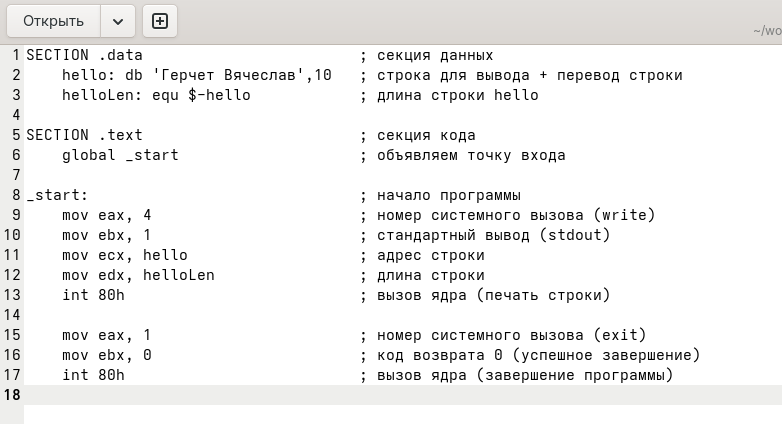 Открыть
~/wo
1 SECTION .data ; секция данных
2 hello: db 'Герчет Вячеслав',10 ; строка для вывода + перевод строки
3 helloLen: equ $-hello ; длина строки hello
4
5 SECTION .text ; секция кода
6 global _start ; объявляем точку входа
7
8 _start: ; начало программы
9 mov eax, 4 ; номер системного вызова (write)
10 mov ebx, 1 ; стандартный вывод (stdout)
11 mov ecx, hello ; адрес строки
12 mov edx, helloLen ; длина строки
13 int 80h ; вызов ядра (печать строки)
14
15 mov eax, 1 ; номер системного вызова (exit)
16 mov ebx, 0 ; код возврата 0 (успешное завершение)
17 int 80h ; вызов ядра (завершение программы)
18